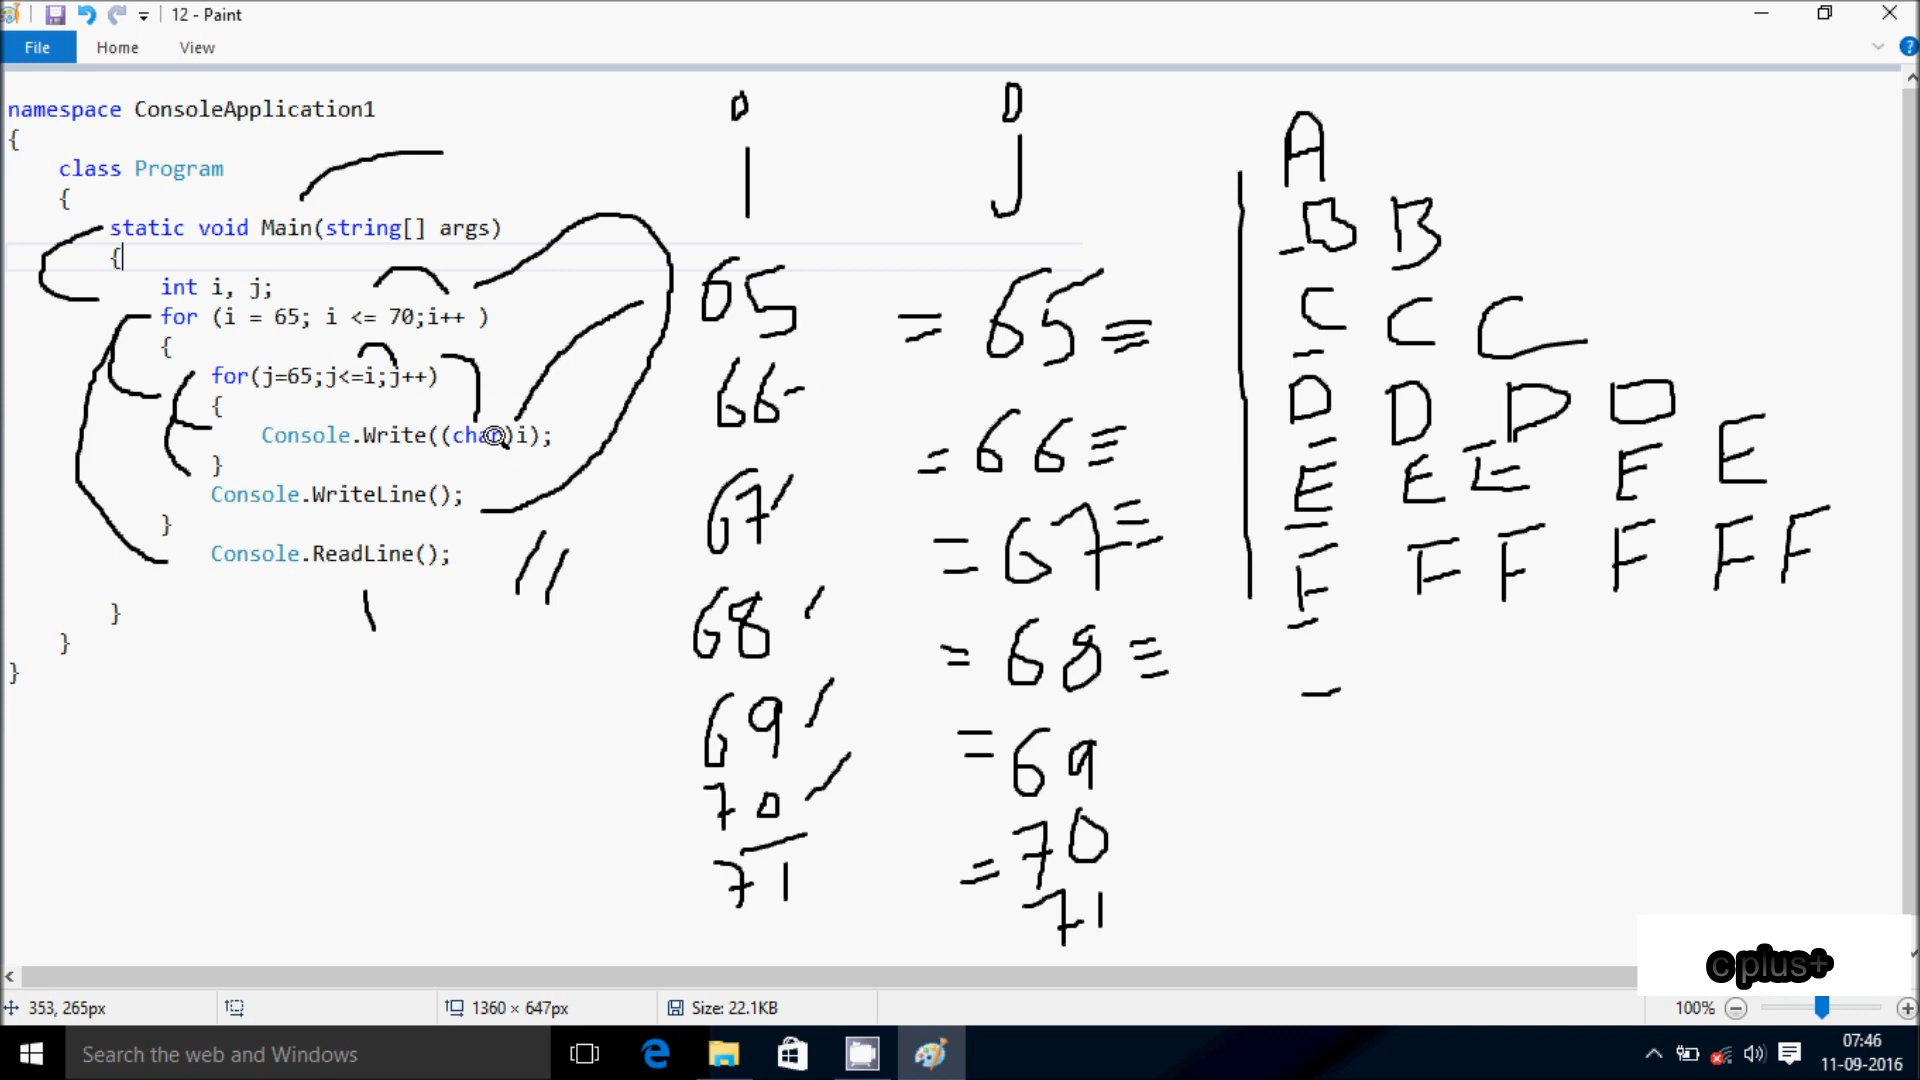 12 - Paint
File Home View
namespace ConsoleApplication1
{
class Program
{
static void Main(string[] args)
{
int i, j;
for (i = 65; i <= 70;i++ )
{
for(j=65;j<=i;j++)
{
Console.Write((char)i);
}
Console.WriteLine();
}
Console.ReadLine();
}
}
}
i
65
66
67
68
69
70
71
j
= 65
= 66
= 67
= 68
= 69
= 70
71
A
B B
C C C
D D D D
E E E E E
F F F F F F
c plus+
353, 265px
1360 × 647px
Size: 22.1KB
100%
Search the web and Windows
07:46
11-09-2016